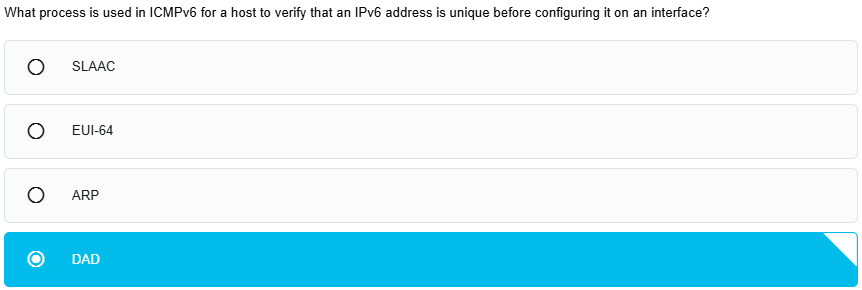 What process is used in ICMPv6 for a host to verify that an IPv6 address is unique before configuring it on an interface?
SLAAC
EUI-64
ARP
DAD